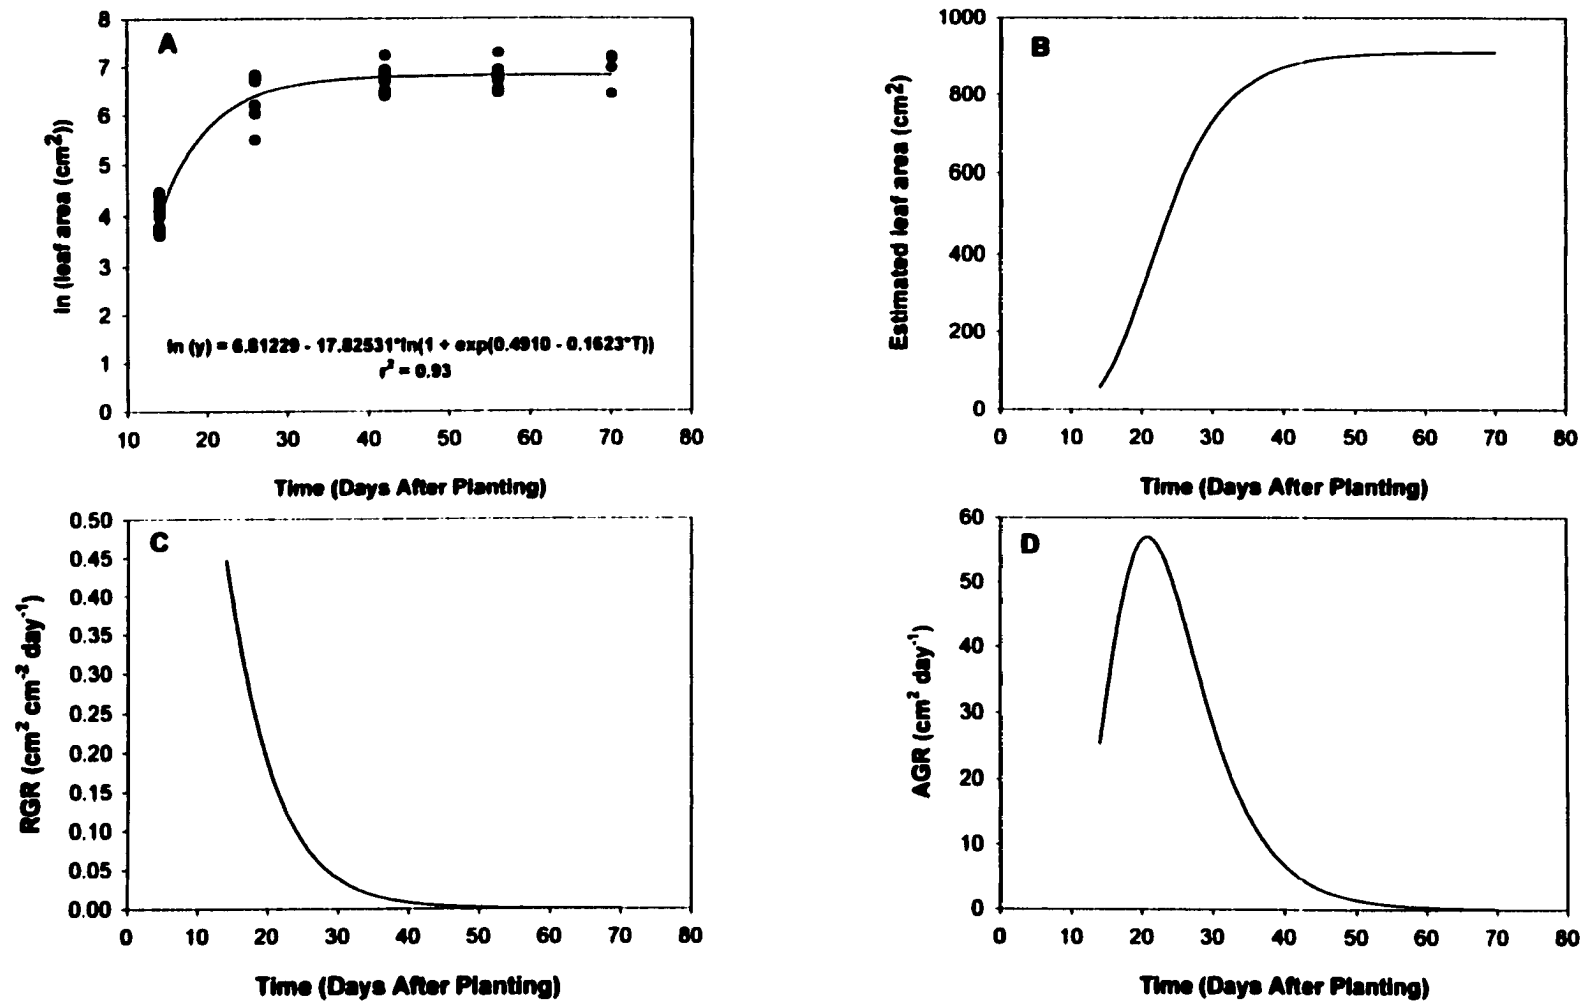 A
ln (leaf area (cm²))
8
7
6
5
4
3
2
1
0
ln (y) = 6.81229 - 17.82531*ln(1 + exp(0.4910 - 0.1623*T))
r² = 0.93
10 20 30 40 50 60 70 80
Time (Days After Planting)
B
Estimated leaf area (cm²)
1000
800
600
400
200
0
0 10 20 30 40 50 60 70 80
Time (Days After Planting)
C
RGR (cm² cm⁻² day⁻¹)
0.50
0.45
0.40
0.35
0.30
0.25
0.20
0.15
0.10
0.05
0.00
0 10 20 30 40 50 60 70 80
Time (Days After Planting)
D
AGR (cm² day⁻¹)
60
50
40
30
20
10
0
0 10 20 30 40 50 60 70 80
Time (Days After Planting)